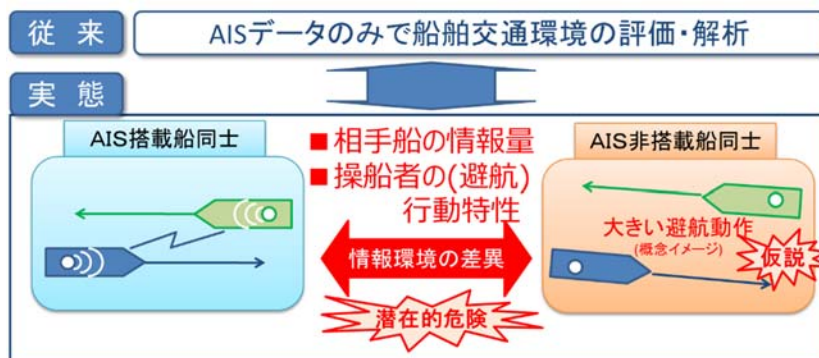 従来
AISデータのみで船舶交通環境の評価・解析
実態
AIS搭載船同士
■相手船の情報量
■操船者の(避航)
行動特性
情報環境の差異
潜在的危険
AIS非搭載船同士
大きい避航動作
(概念イメージ)
仮説